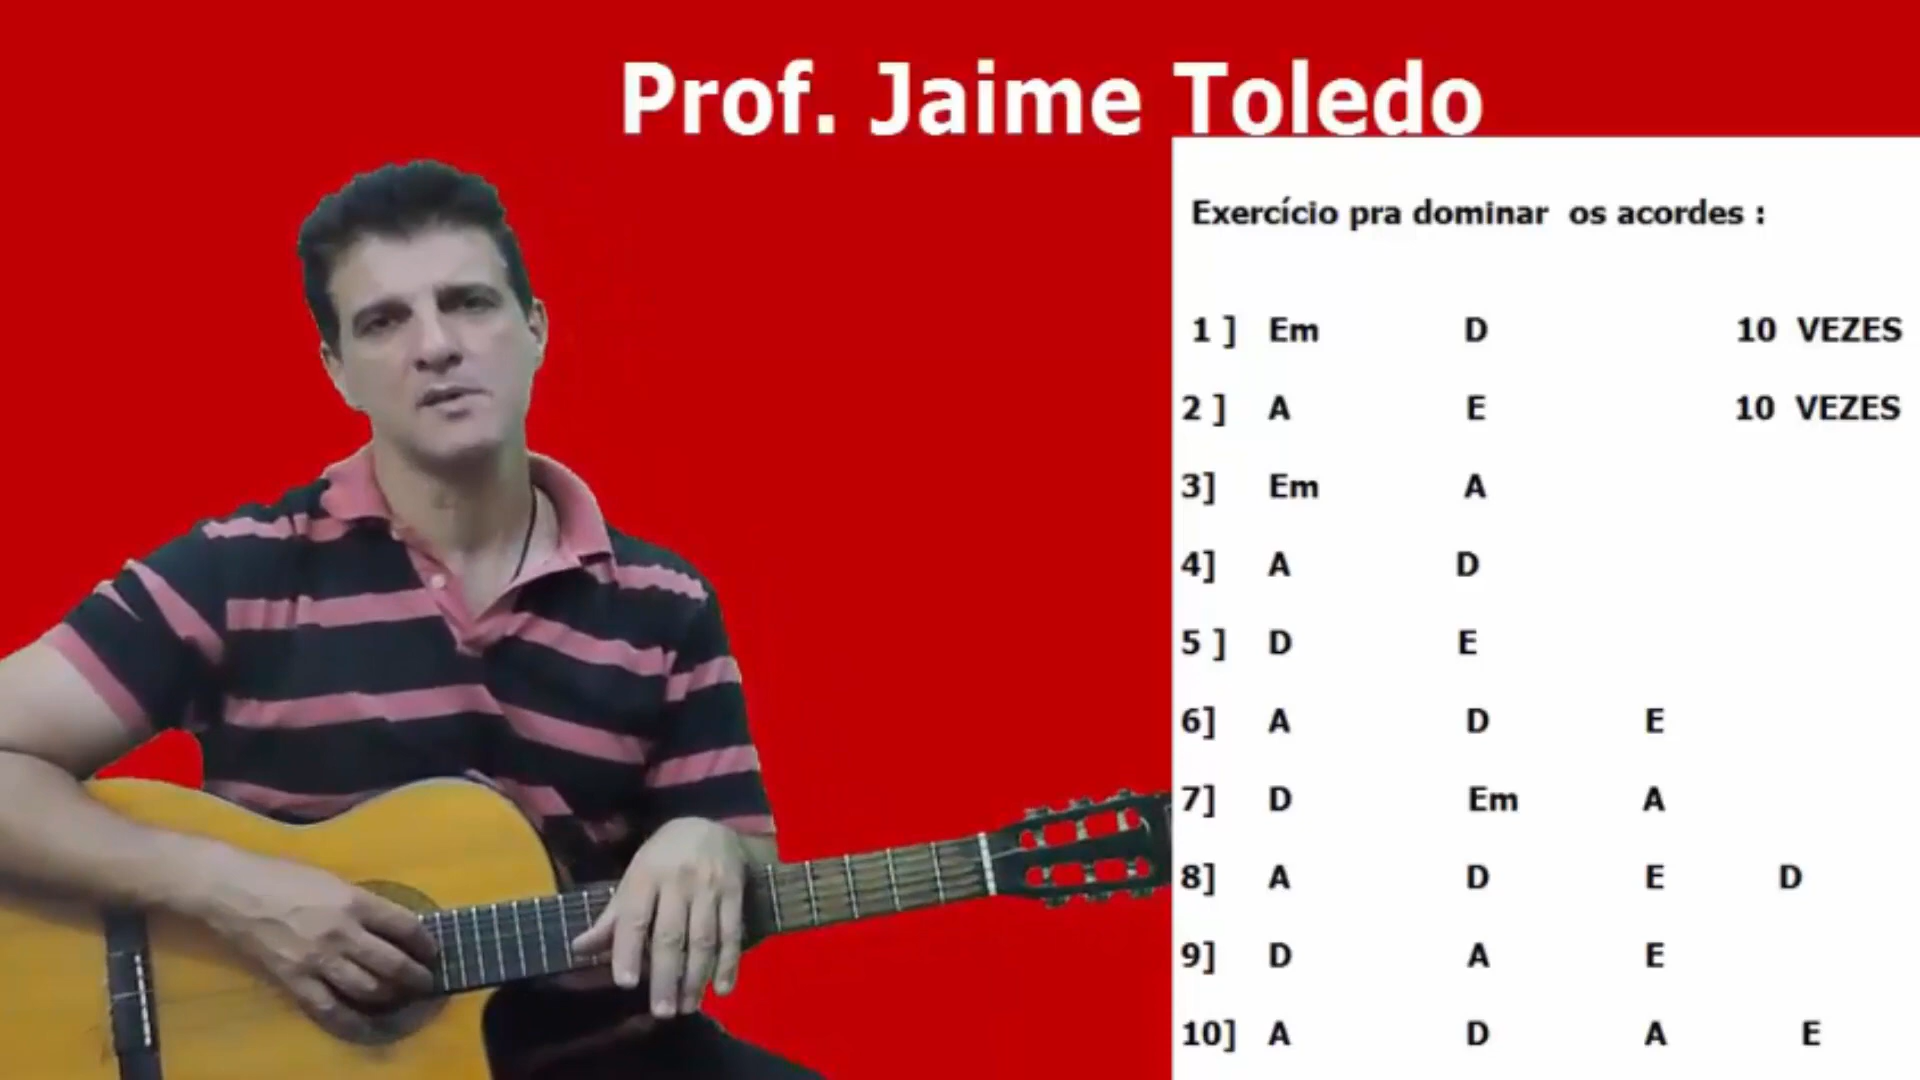 Prof. Jaime Toledo
Exercício pra dominar os acordes :
1 ] Em D 10 VEZES
2 ] A E 10 VEZES
3] Em A
4] A D
5 ] D E
6] A D E
7] D Em A
8] A D E D
9] D A E
10] A D A E